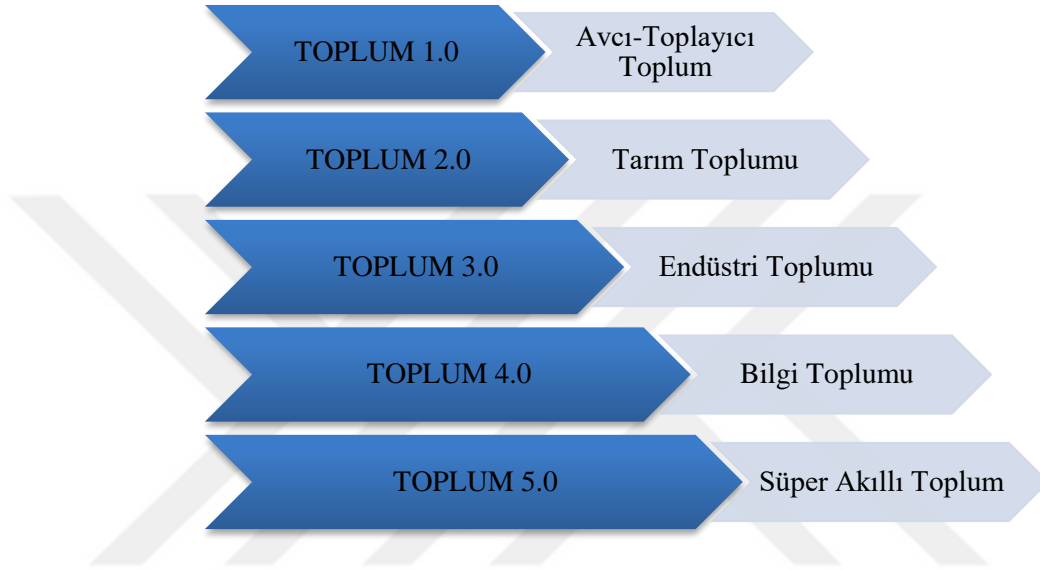 TOPLUM 1.0
Avcı-Toplayıcı
Toplum
TOPLUM 2.0
Tarım Toplumu
TOPLUM 3.0
Endüstri Toplumu
TOPLUM 4.0
Bilgi Toplumu
TOPLUM 5.0
Süper Akıllı Toplum